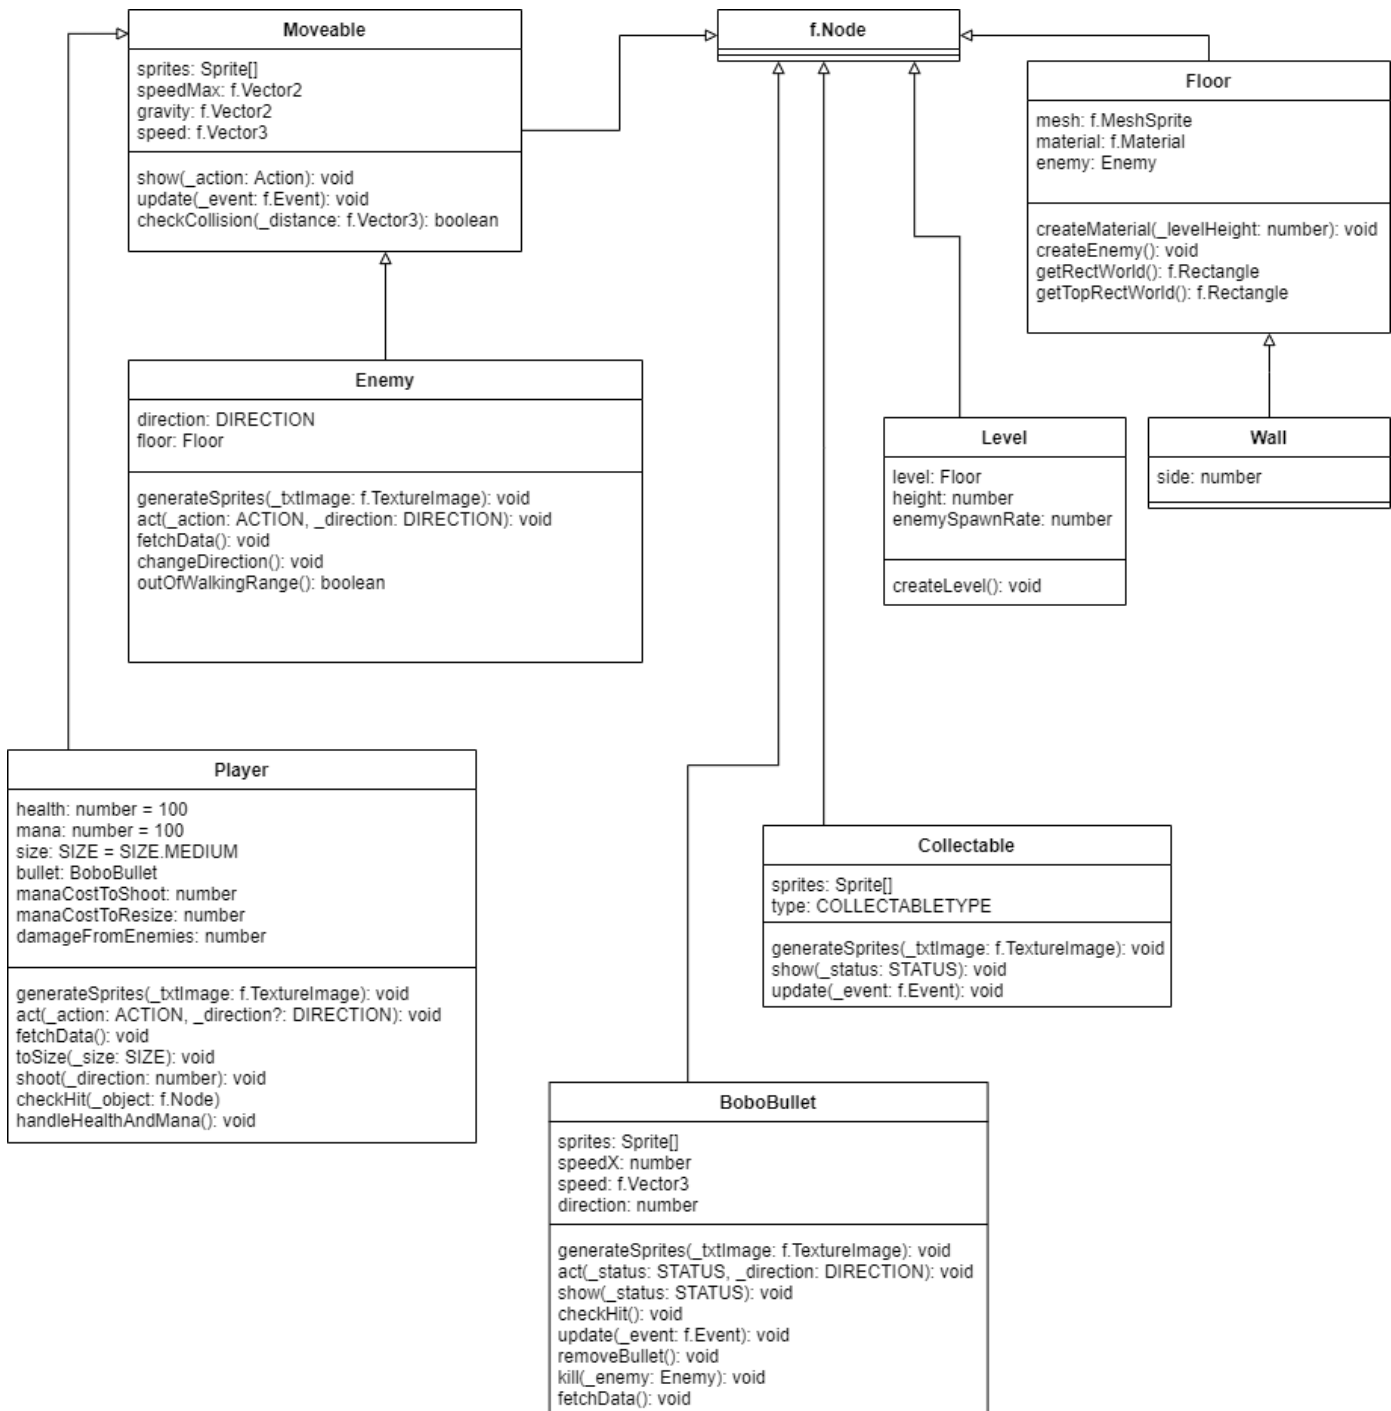 Moveable
sprites: Sprite[]
speedMax: f.Vector2
gravity: f.Vector2
speed: f.Vector3
show(_action: Action): void
update(_event: f.Event): void
checkCollision(_distance: f.Vector3): boolean
f.Node
Floor
mesh: f.MeshSprite
material: f.Material
enemy: Enemy
createMaterial(_levelHeight: number): void
createEnemy(): void
getRectWorld(): f.Rectangle
getTopRectWorld(): f.Rectangle
Enemy
direction: DIRECTION
floor: Floor
generateSprites(_txtImage: f.TextureImage): void
act(_action: ACTION, _direction: DIRECTION): void
fetchData(): void
changeDirection(): void
outOfWalkingRange(): boolean
Level
level: Floor
height: number
enemySpawnRate: number
createLevel(): void
Wall
side: number
Player
health: number = 100
mana: number = 100
size: SIZE = SIZE.MEDIUM
bullet: BoboBullet
manaCostToShoot: number
manaCostToResize: number
damageFromEnemies: number
generateSprites(_txtImage: f.TextureImage): void
act(_action: ACTION, _direction?: DIRECTION): void
fetchData(): void
toSize(_size: SIZE): void
shoot(_direction: number): void
checkHit(_object: f.Node)
handleHealthAndMana(): void
Collectable
sprites: Sprite[]
type: COLLECTABLETYPE
generateSprites(_txtImage: f.TextureImage): void
show(_status: STATUS): void
update(_event: f.Event): void
BoboBullet
sprites: Sprite[]
speedX: number
speed: f.Vector3
direction: number
generateSprites(_txtImage: f.TextureImage): void
act(_status: STATUS, _direction: DIRECTION): void
show(_status: STATUS): void
checkHit(): void
update(_event: f.Event): void
removeBullet(): void
kill(_enemy: Enemy): void
fetchData(): void